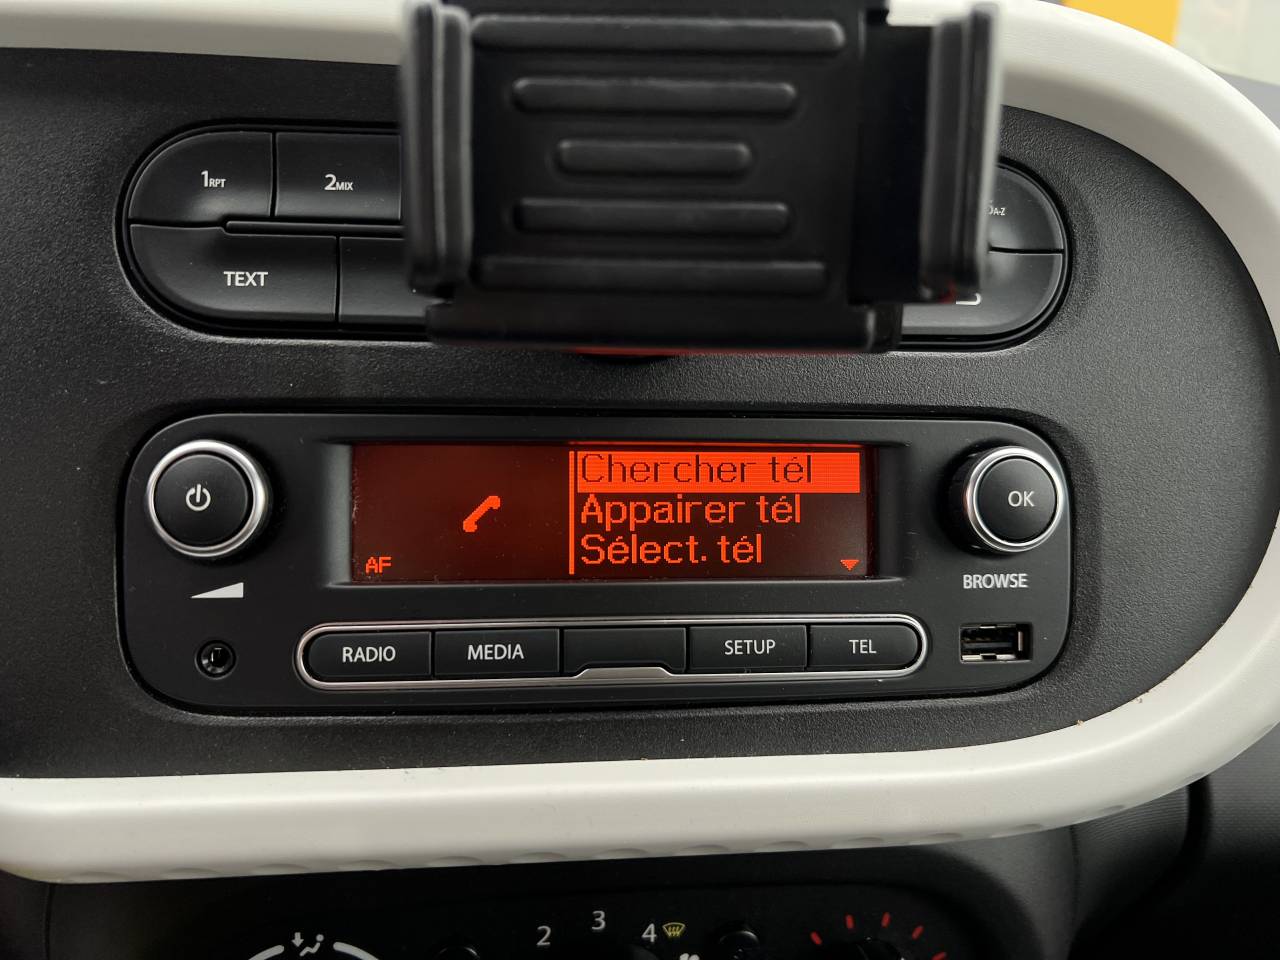 1RPT
2MIX
TEXT
Chercher tél
Appairer tél
Sélect. tél
AF
OK
BROWSE
RADIO
MEDIA
SETUP
TEL
2
3
4